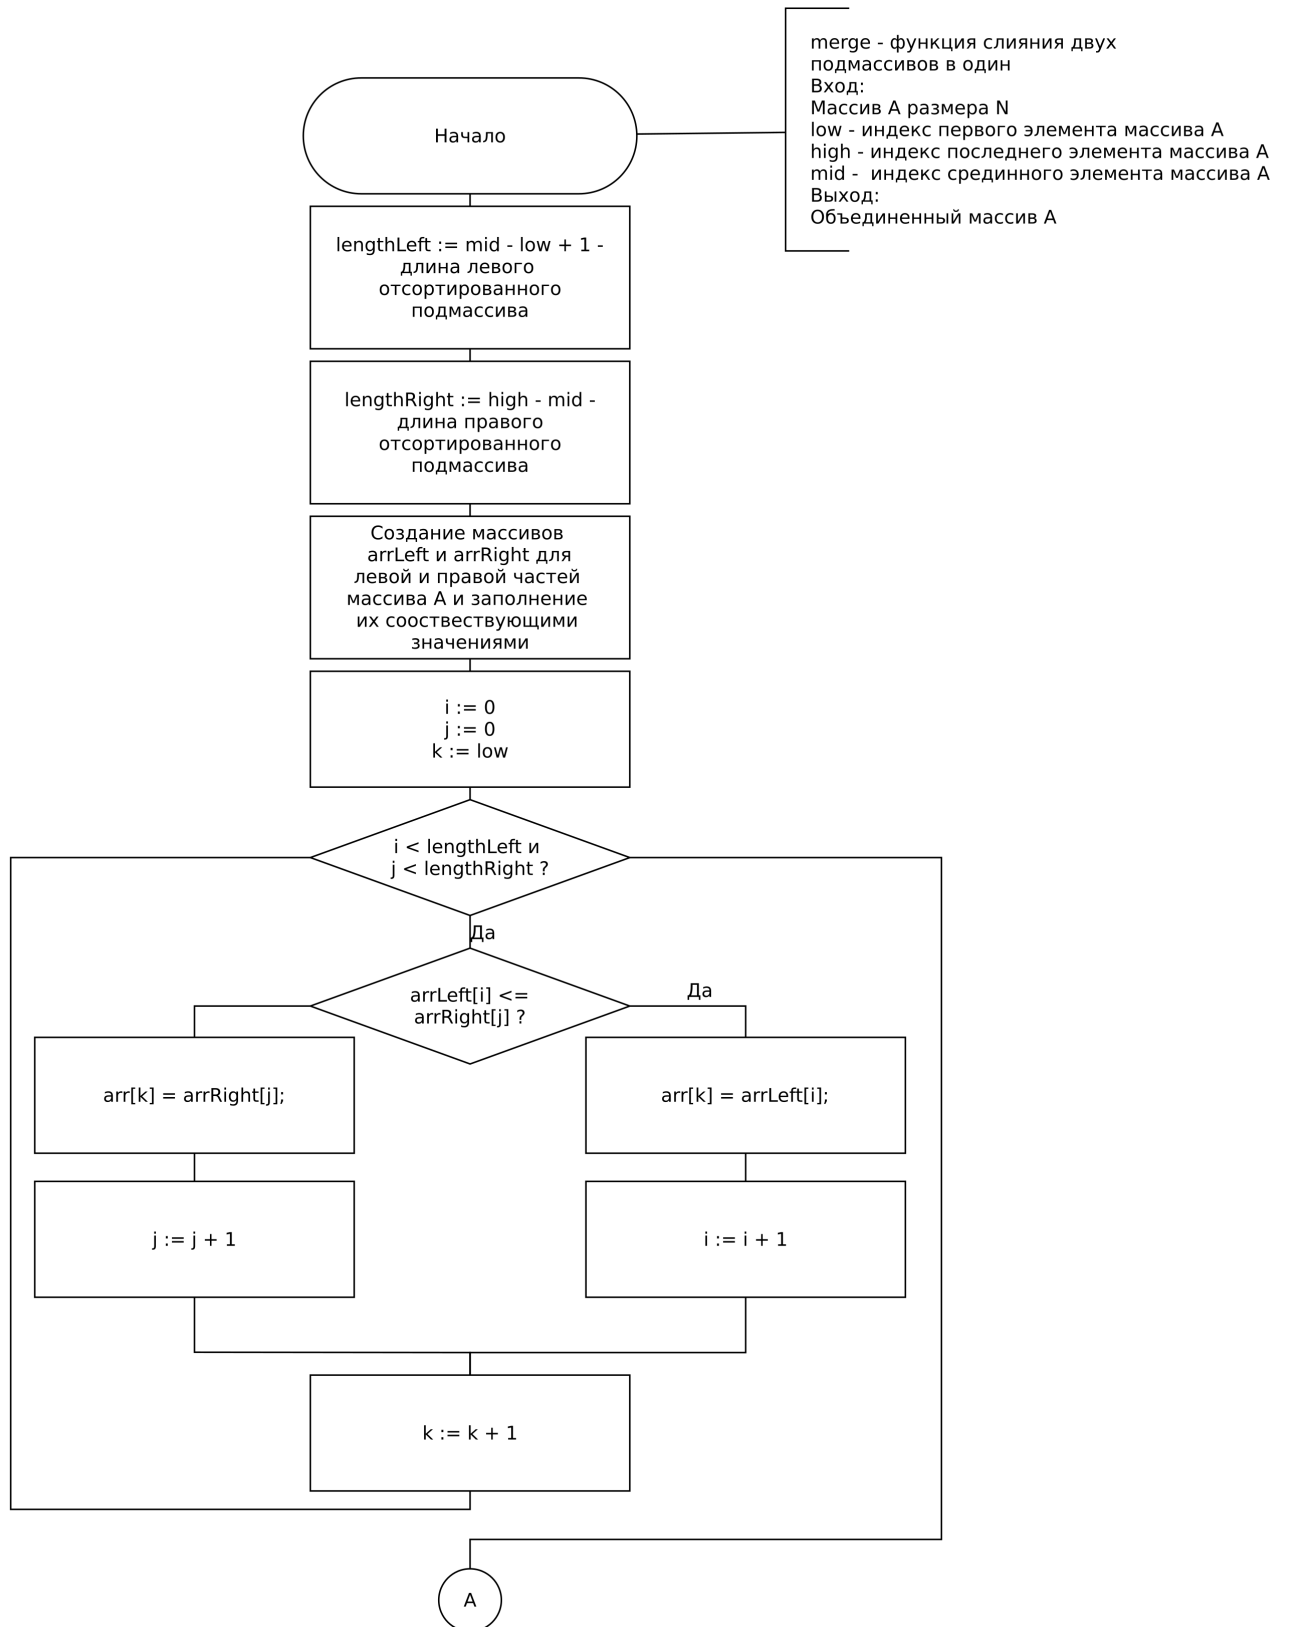 merge - функция слияния двух
подмассивов в один
Вход:
Массив А размера N
low - индекс первого элемента массива А
high - индекс последнего элемента массива А
mid -  индекс срединного элемента массива А
Выход:
Объединенный массив А
Начало
lengthLeft := mid - low + 1 -
длина левого
отсортированного
подмассива
lengthRight := high - mid -
длина правого
отсортированного
подмассива
Создание массивов
arrLeft и arrRight для
левой и правой частей
массива А и заполнение
их сооствествующими
значениями
i := 0
j := 0
k := low
i < lengthLeft и
j < lengthRight ?
Да
arrLeft[i] <=
arrRight[j] ?
Да
arr[k] = arrRight[j];
arr[k] = arrLeft[i];
j := j + 1
i := i + 1
k := k + 1
А